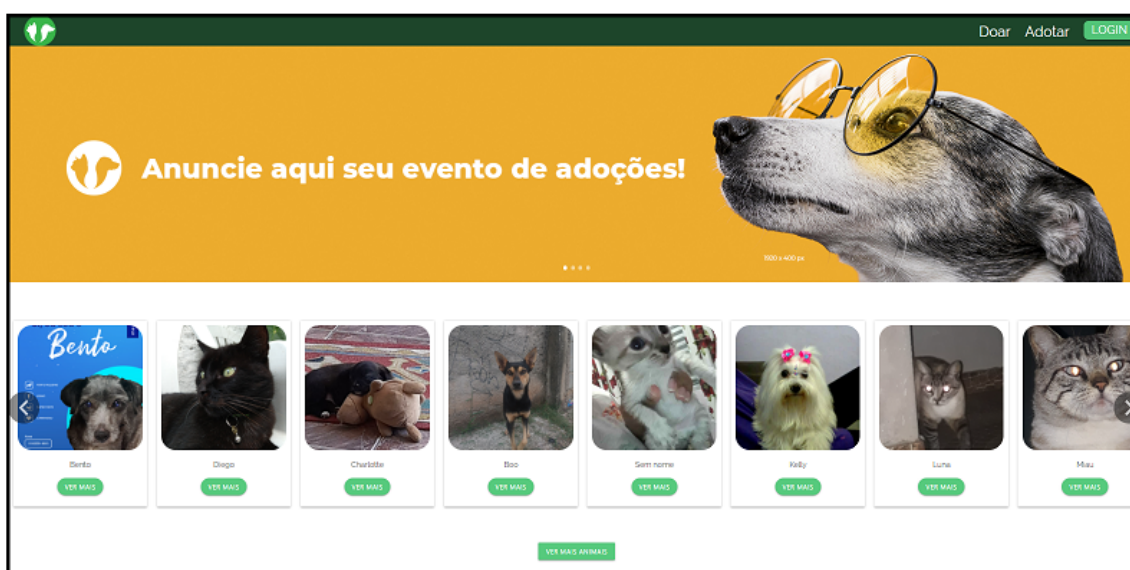 Doar Adotar LOGIN
Anuncie aqui seu evento de adoções!
1500 x 400 px
Bento
Bento Diego Charlotte Boo Sem nome Kelly Luna Miau
VER MAIS VER MAIS VER MAIS VER MAIS VER MAIS VER MAIS VER MAIS VER MAIS
VER MAIS ANIMAIS